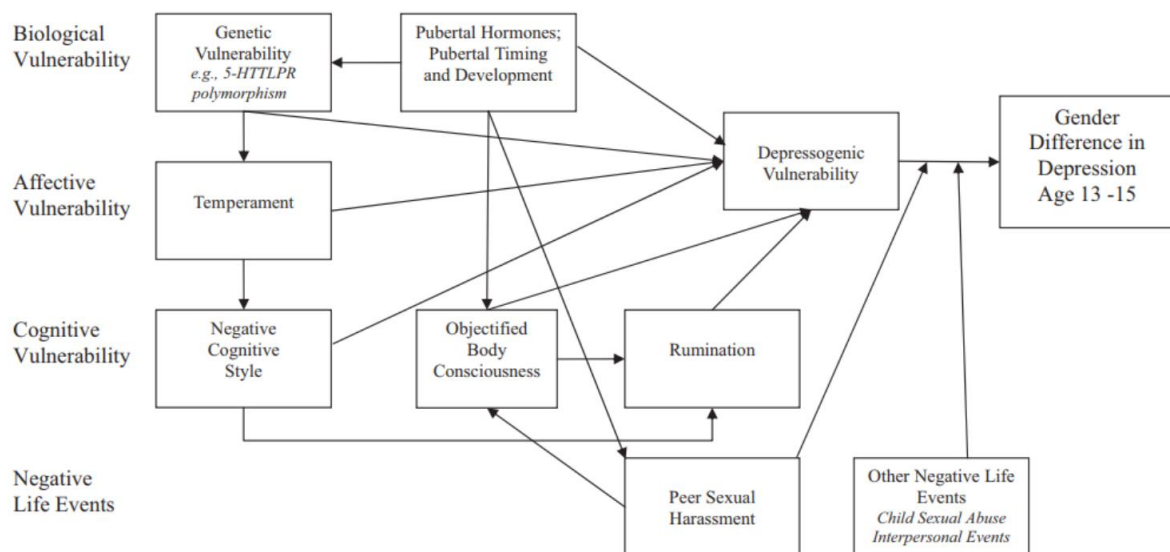 Biological
Vulnerability
Genetic
Vulnerability
e.g., 5-HTTLPR
polymorphism
Pubertal Hormones;
Pubertal Timing
and Development
Depressogenic
Vulnerability
Gender
Difference in
Depression
Age 13 -15
Affective
Vulnerability
Temperament
Cognitive
Vulnerability
Negative
Cognitive
Style
Objectified
Body
Consciousness
Rumination
Negative
Life Events
Peer Sexual
Harassment
Other Negative Life
Events
Child Sexual Abuse
Interpersonal Events